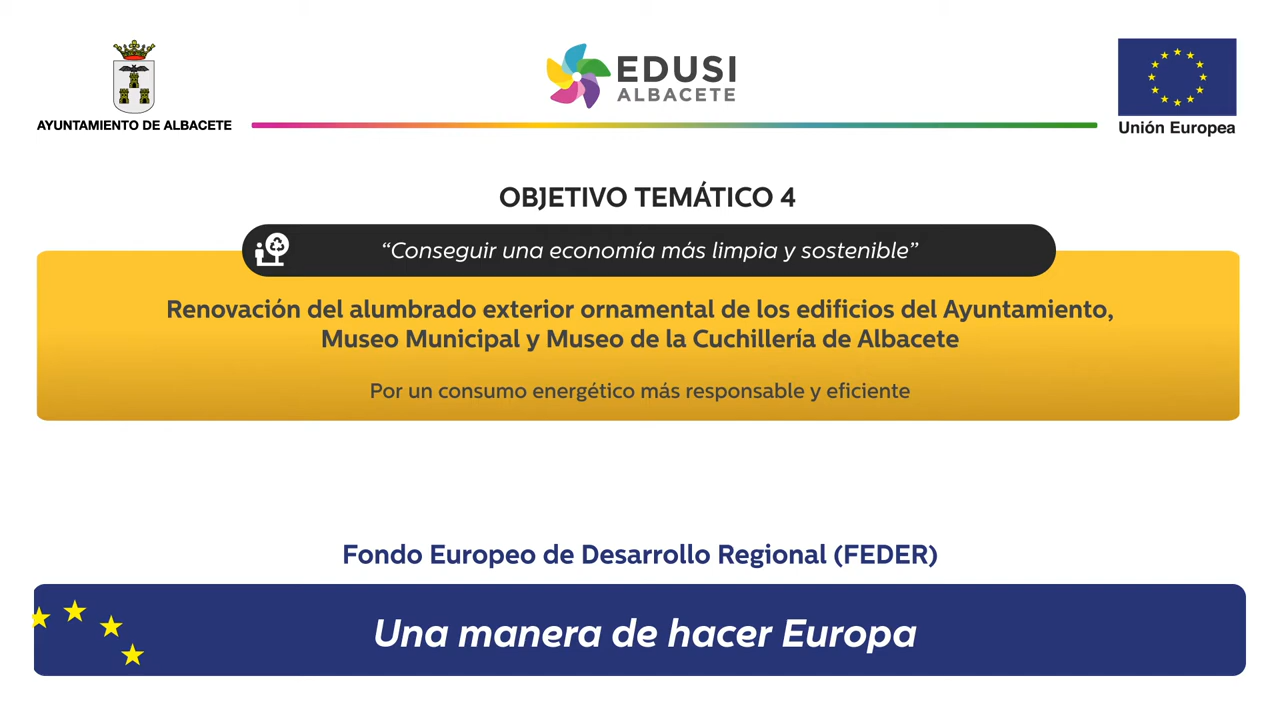 AYUNTAMIENTO DE ALBACETE
EDUSI
ALBACETE
Unión Europea
OBJETIVO TEMÁTICO 4
“Conseguir una economía más limpia y sostenible”
Renovación del alumbrado exterior ornamental de los edificios del Ayuntamiento,
Museo Municipal y Museo de la Cuchillería de Albacete
Por un consumo energético más responsable y eficiente
Fondo Europeo de Desarrollo Regional (FEDER)
Una manera de hacer Europa